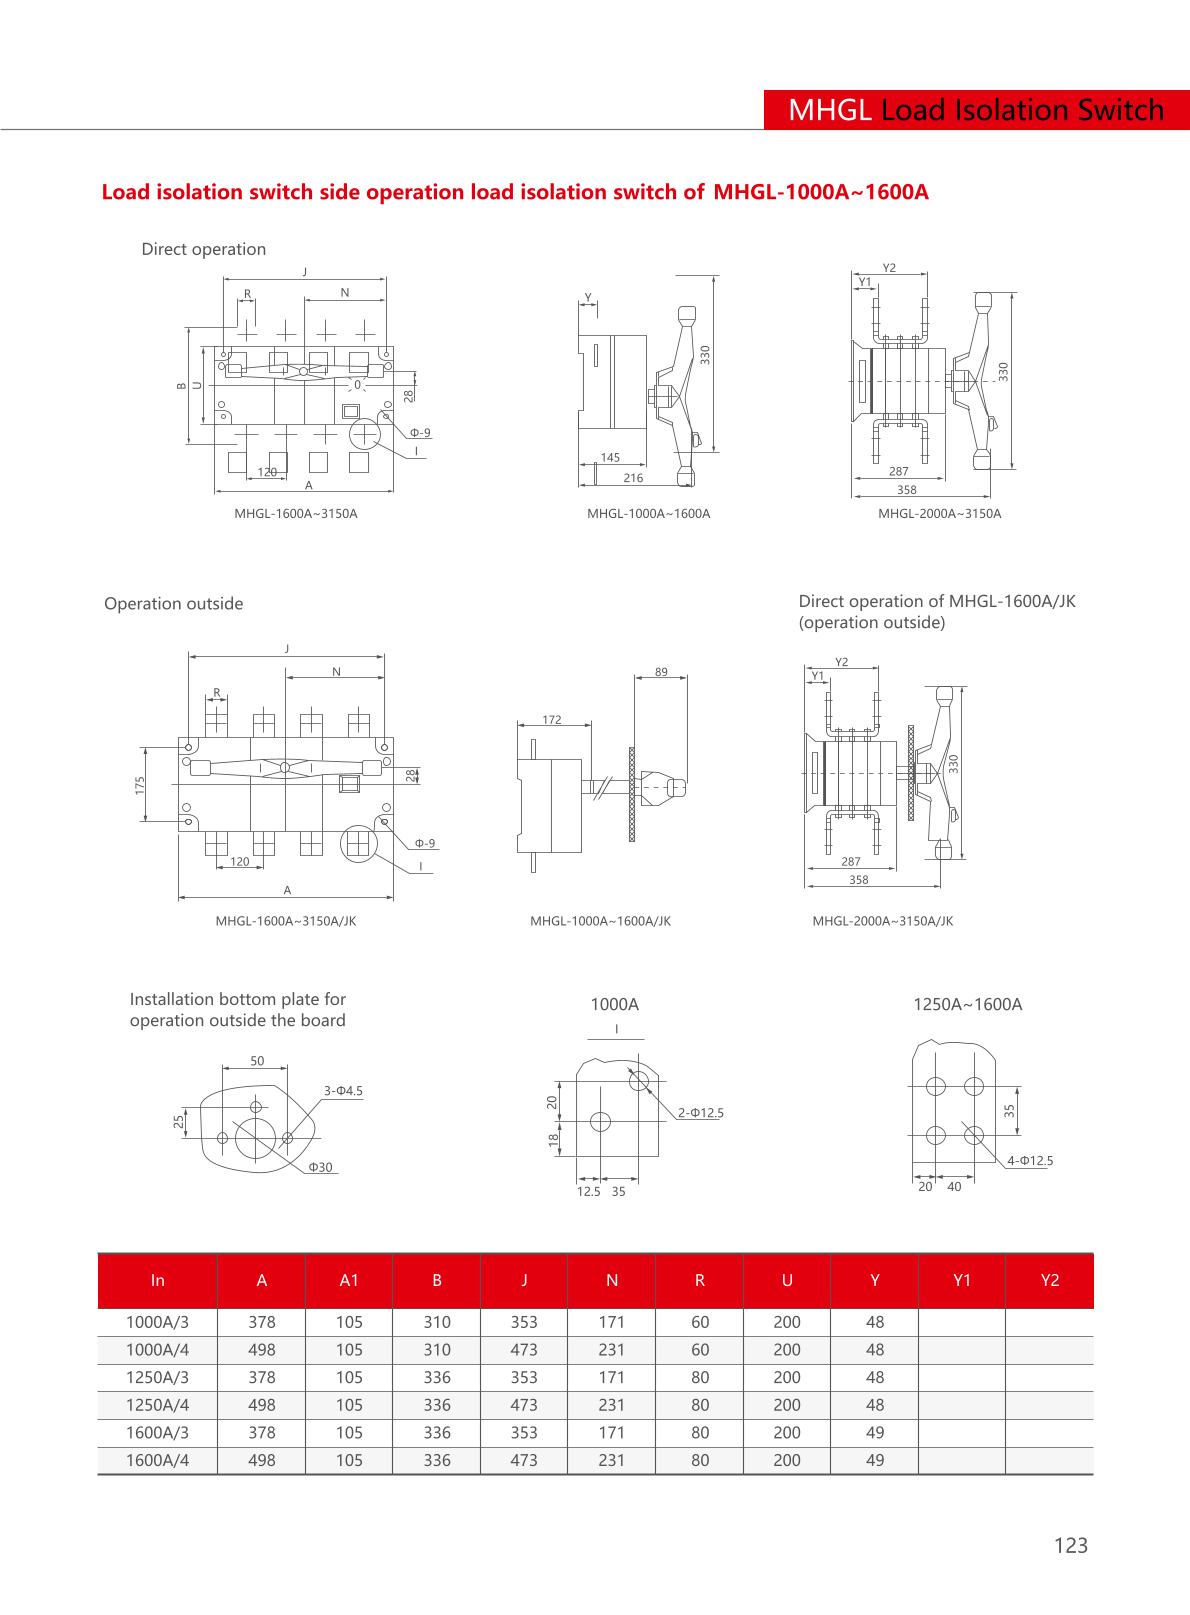 MHGL Load Isolation Switch
Load isolation switch side operation load isolation switch of MHGL-1000A~1600A
Direct operation
J
R
N
B
U
0
28
Φ-9
I
120
A
MHGL-1600A~3150A
Y
330
145
216
MHGL-1000A~1600A
Y2
Y1
330
287
358
MHGL-2000A~3150A
Operation outside
J
N
R
175
28
Φ-9
120
I
A
MHGL-1600A~3150A/JK
89
172
MHGL-1000A~1600A/JK
Direct operation of MHGL-1600A/JK
(operation outside)
Y2
Y1
330
287
358
MHGL-2000A~3150A/JK
Installation bottom plate for
operation outside the board
50
3-Φ4.5
25
Φ30
1000A
I
20
18
2-Φ12.5
12.5 35
1250A~1600A
35
4-Φ12.5
20 40
In A A1 B J N R U Y Y1 Y2
1000A/3 378 105 310 353 171 60 200 48
1000A/4 498 105 310 473 231 60 200 48
1250A/3 378 105 336 353 171 80 200 48
1250A/4 498 105 336 473 231 80 200 48
1600A/3 378 105 336 353 171 80 200 49
1600A/4 498 105 336 473 231 80 200 49
123